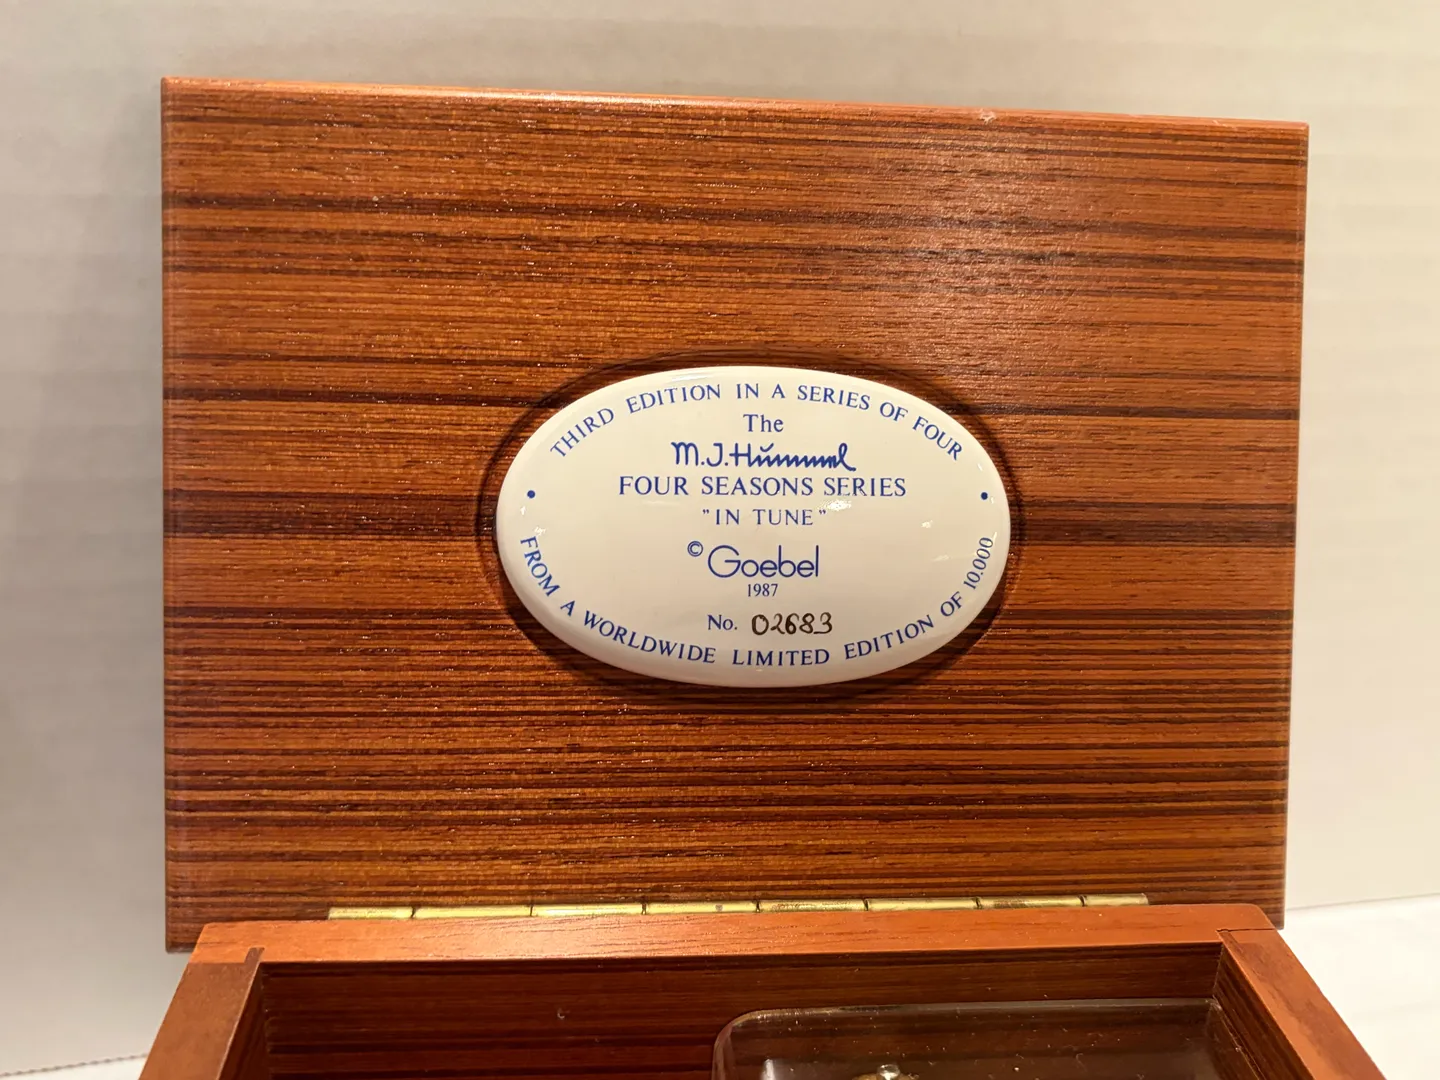 THIRD EDITION IN A SERIES OF FOUR
The
M.J.Hummel
FOUR SEASONS SERIES
"IN TUNE"
© Goebel
1987
No. 02683
FROM A WORLDWIDE LIMITED EDITION OF 10.000